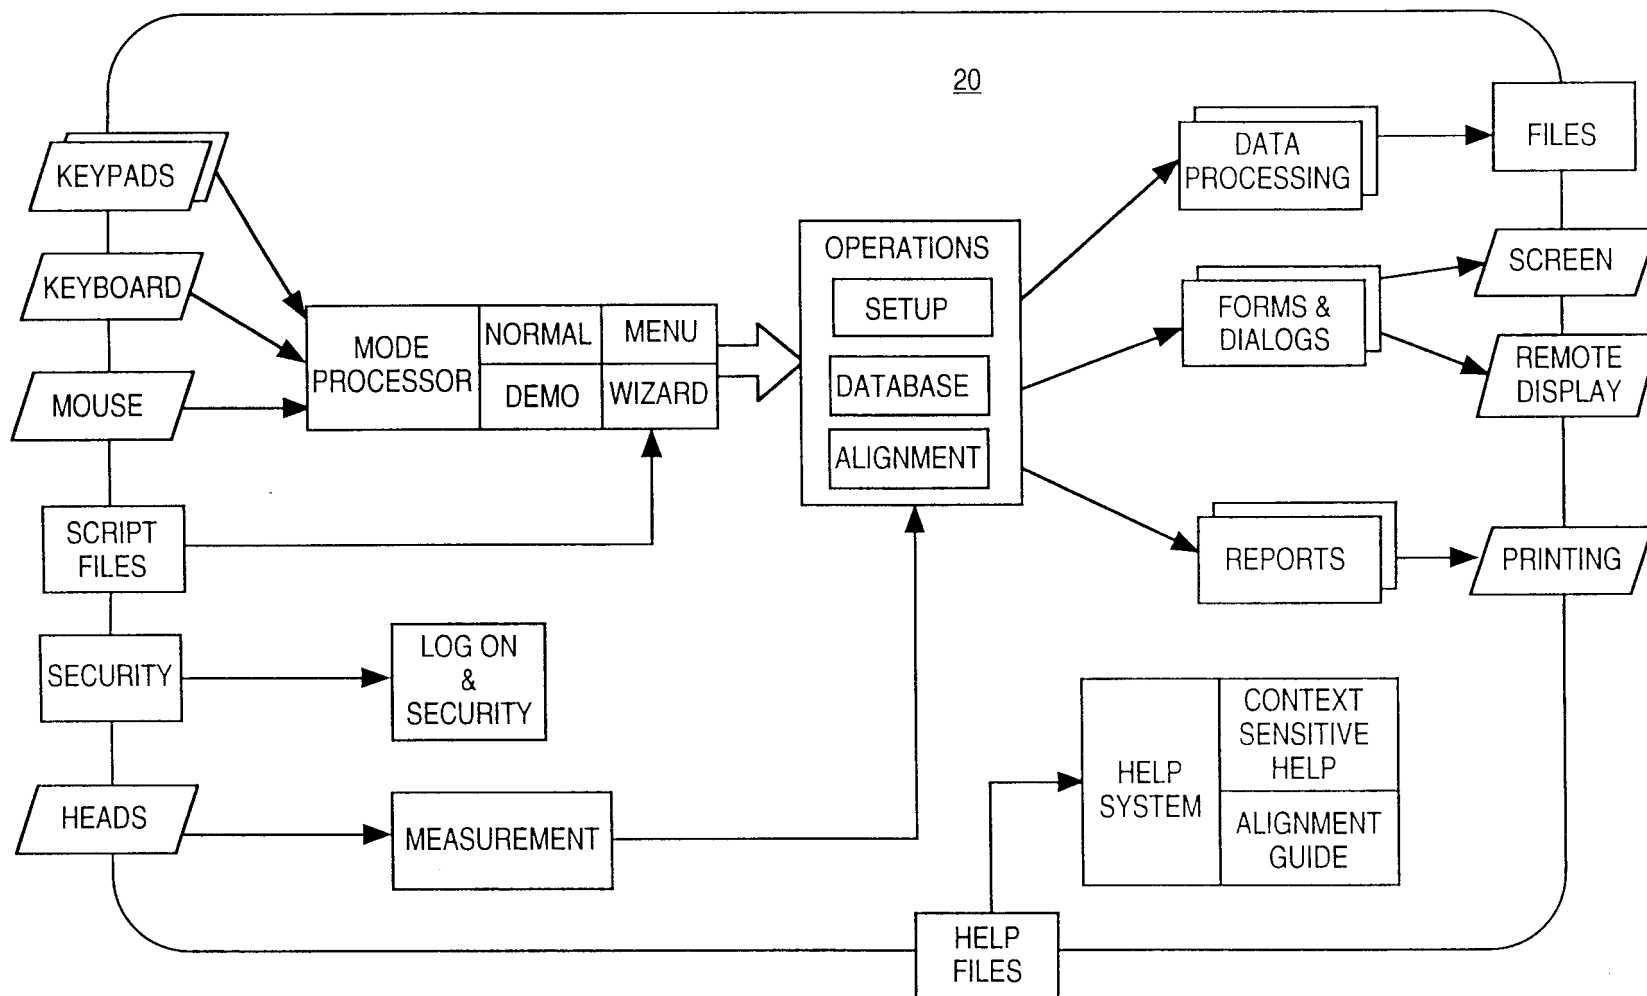 20
KEYPADS
KEYBOARD
MOUSE
SCRIPT
FILES
SECURITY
HEADS
MODE
PROCESSOR
NORMAL
MENU
DEMO
WIZARD
LOG ON
&
SECURITY
MEASUREMENT
OPERATIONS
SETUP
DATABASE
ALIGNMENT
DATA
PROCESSING
FORMS &
DIALOGS
REPORTS
FILES
SCREEN
REMOTE
DISPLAY
PRINTING
HELP
SYSTEM
CONTEXT
SENSITIVE
HELP
ALIGNMENT
GUIDE
HELP
FILES